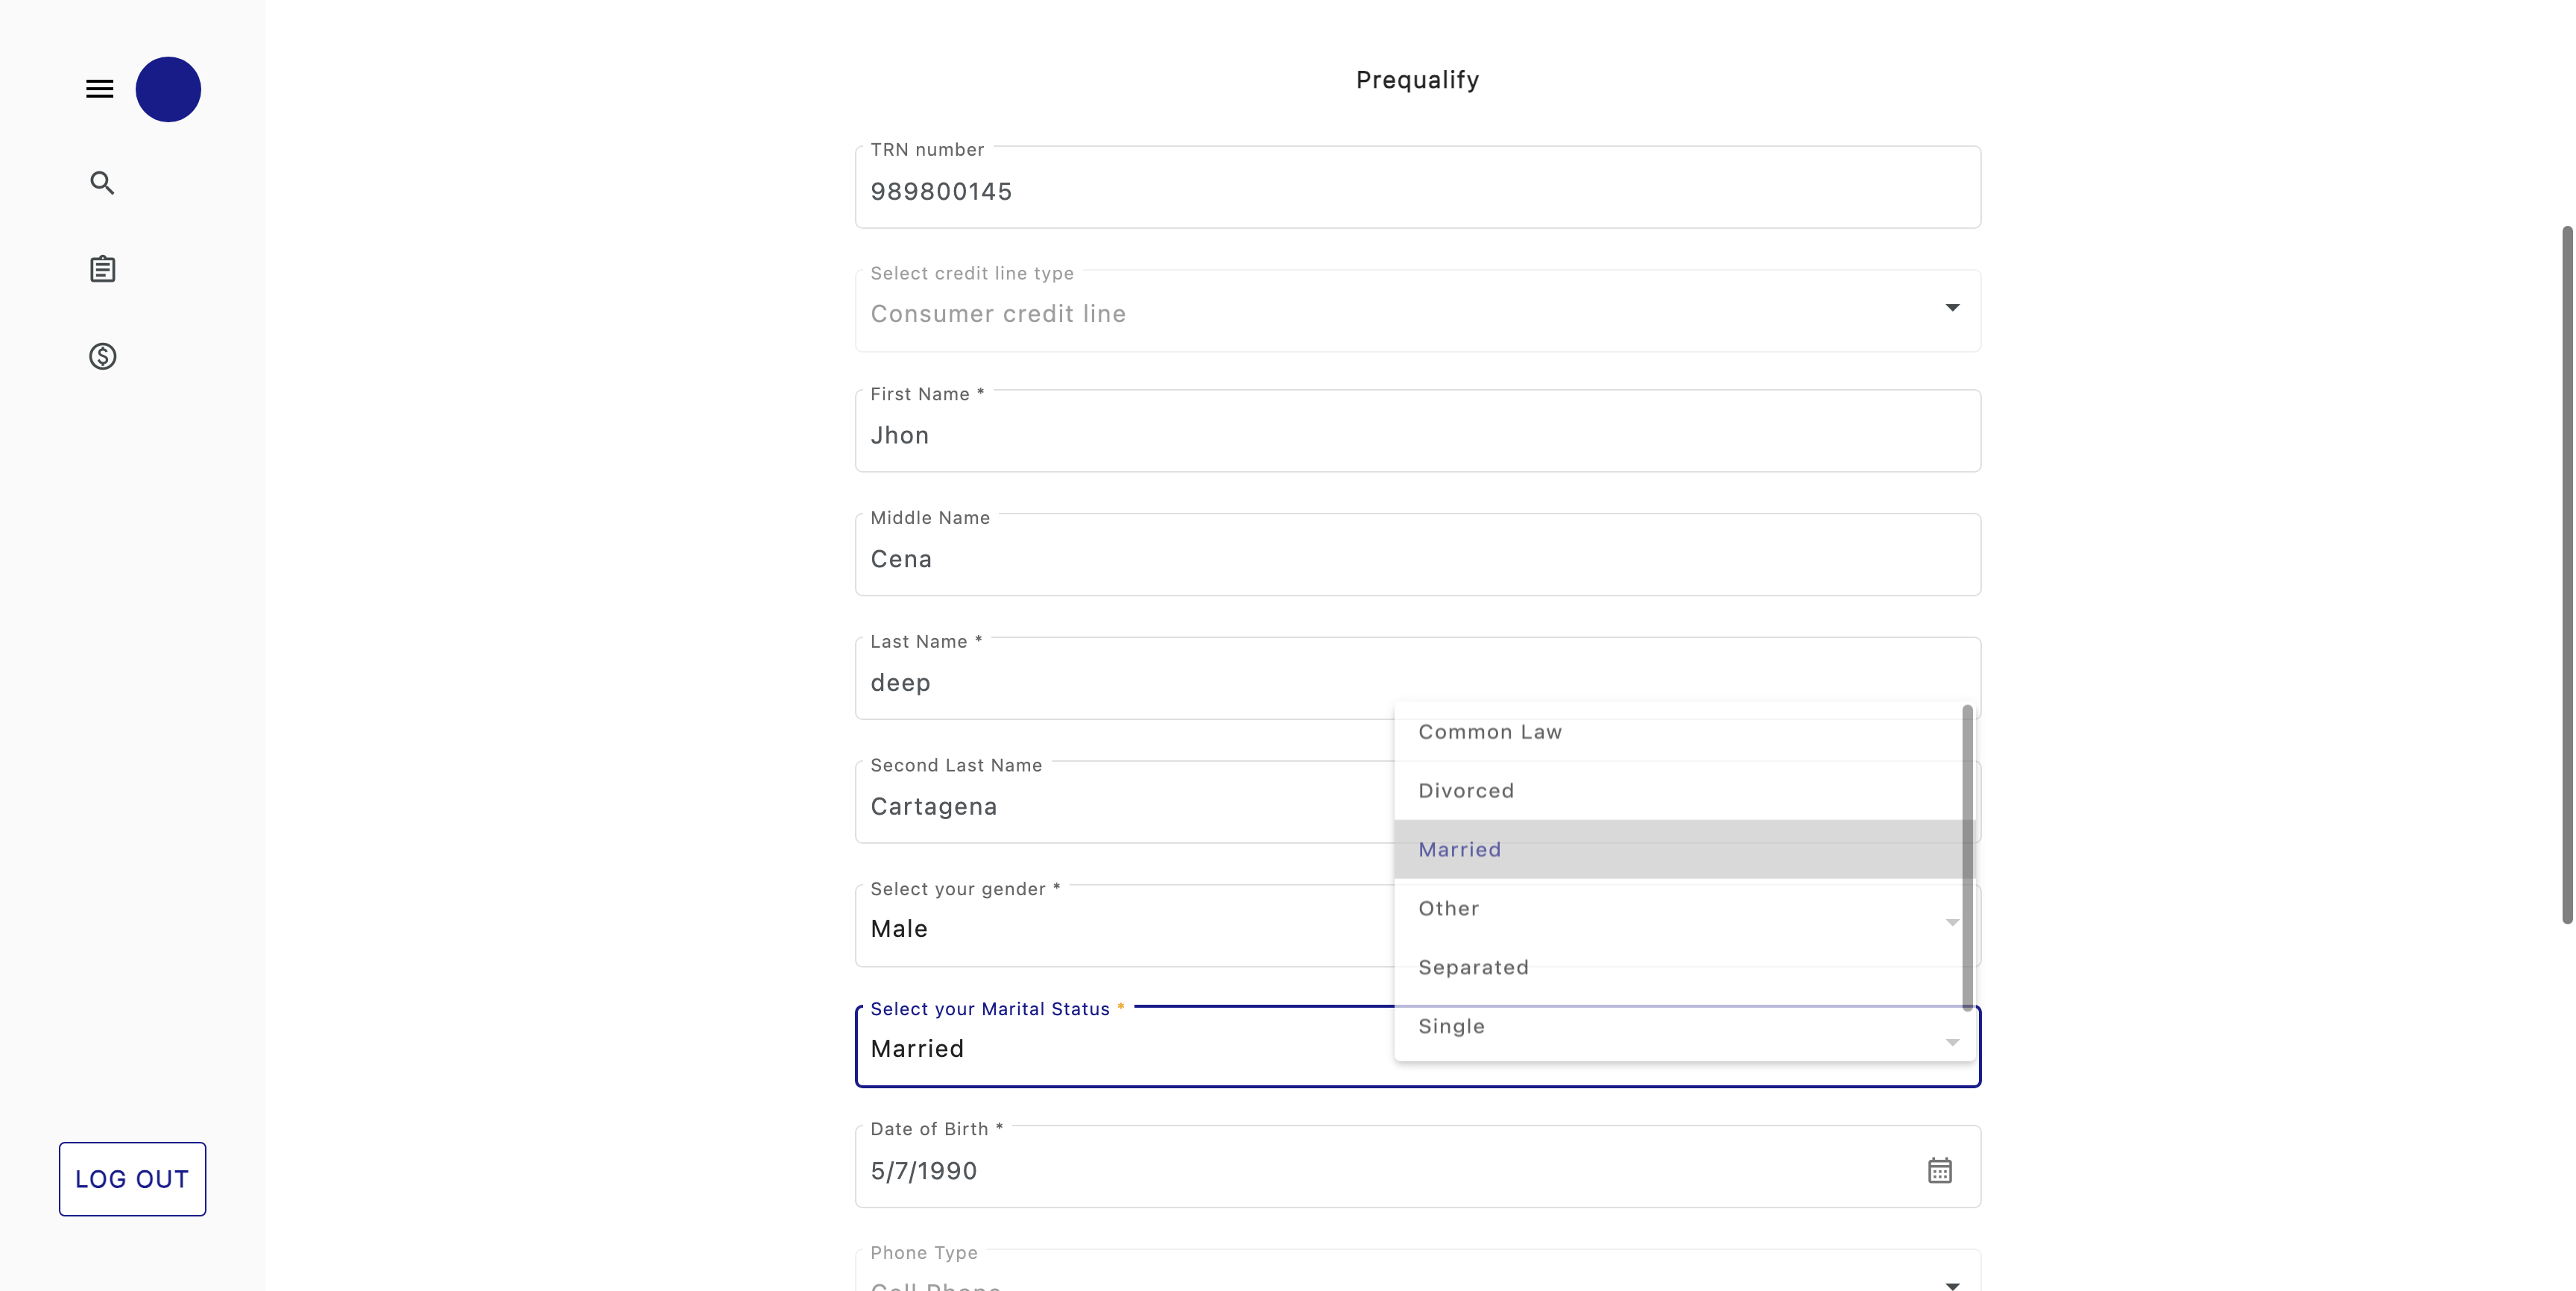 Prequalify
TRN number
989800145
Select credit line type
Consumer credit line
First Name *
Jhon
Middle Name
Cena
Last Name *
deep
Second Last Name
Cartagena
Select your gender *
Male
Select your Marital Status *
Married
Common Law
Divorced
Married
Other
Separated
Single
Date of Birth *
5/7/1990
Phone Type
Cell Phone
LOG OUT